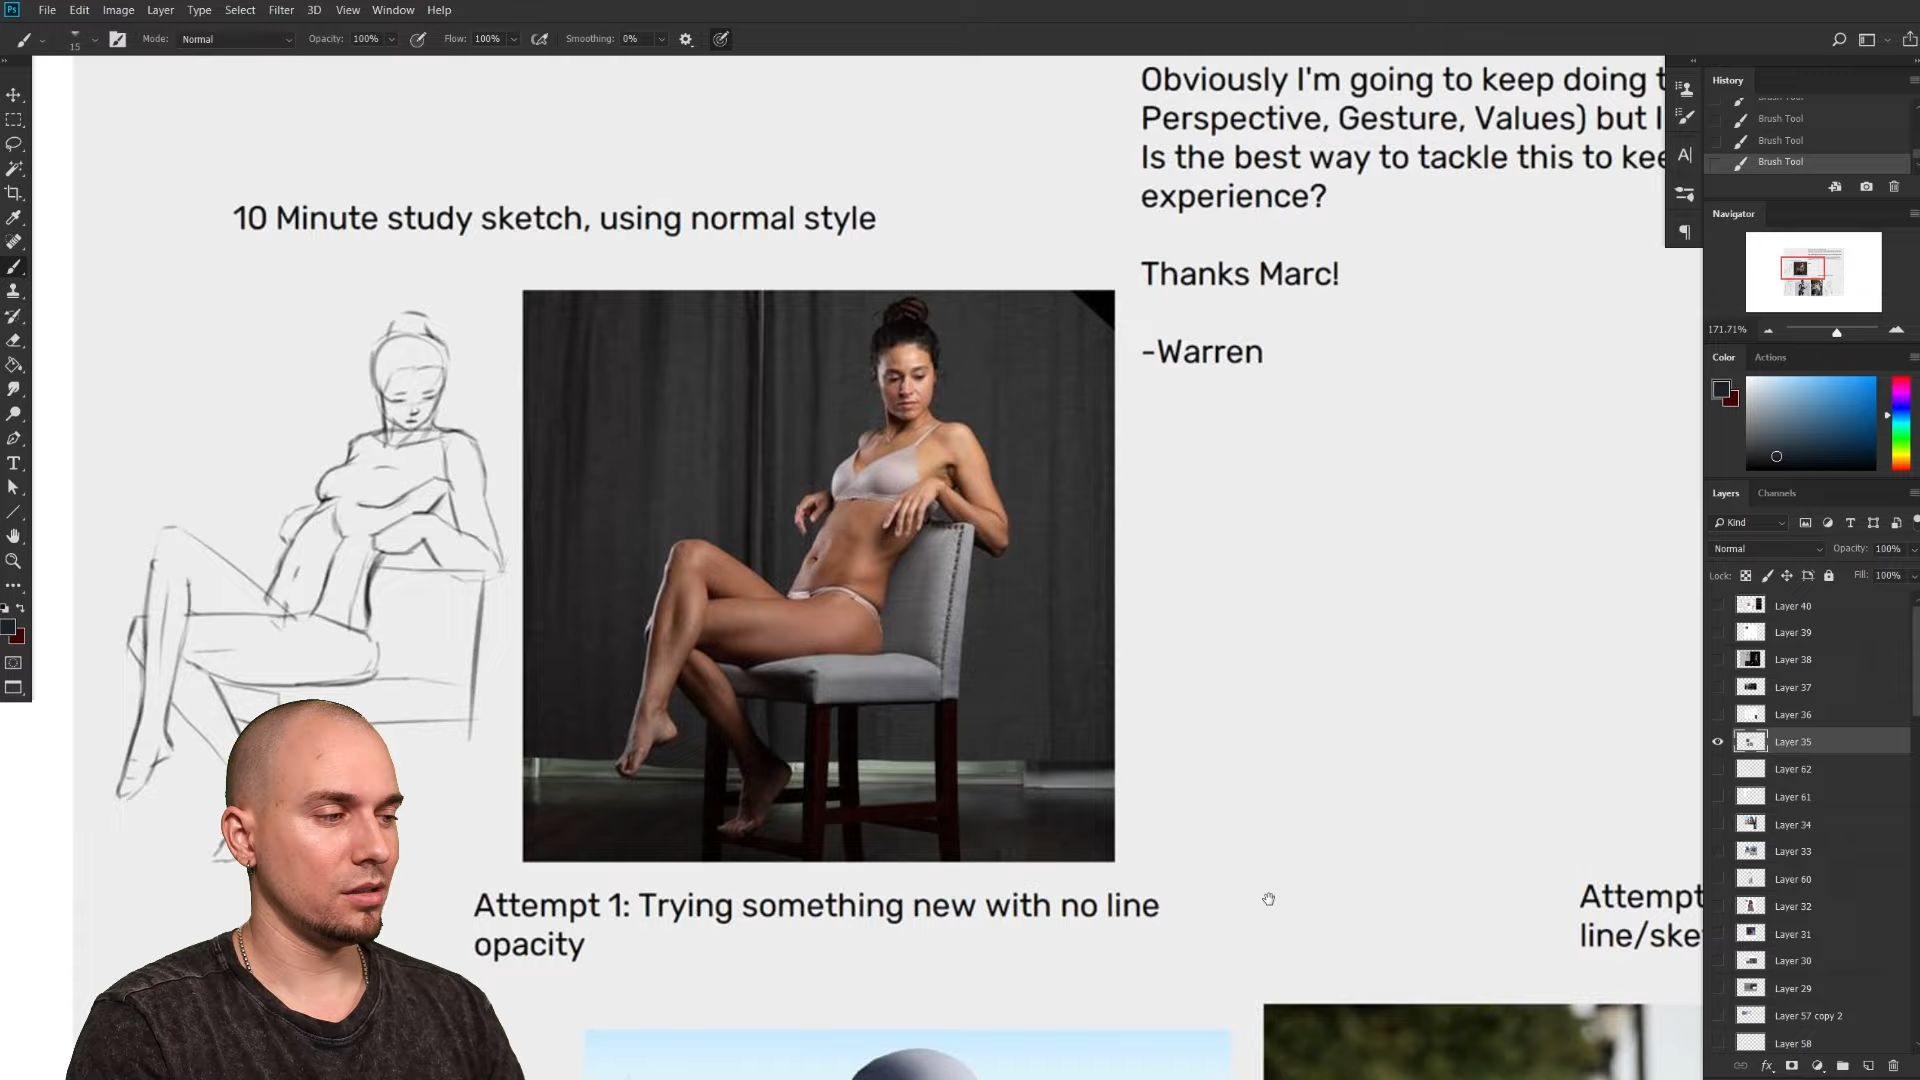 File Edit Image Layer Type Select Filter 3D View Window Help
15 Mode: Normal Opacity: 100% Flow: 100% Smoothing: 0%
Obviously I'm going to keep doing t
Perspective, Gesture, Values) but I
Is the best way to tackle this to kee
experience?
Thanks Marc!
-Warren
10 Minute study sketch, using normal style
Attempt 1: Trying something new with no line
opacity
Attempt
line/ske
History
Brush Tool
Brush Tool
Brush Tool
Brush Tool
Navigator
171.71%
Color Actions
Layers Channels
Kind
Normal Opacity: 100%
Lock: Fill: 100%
Layer 40
Layer 39
Layer 38
Layer 37
Layer 36
Layer 35
Layer 62
Layer 61
Layer 34
Layer 33
Layer 60
Layer 32
Layer 31
Layer 30
Layer 29
Layer 57 copy 2
Layer 58